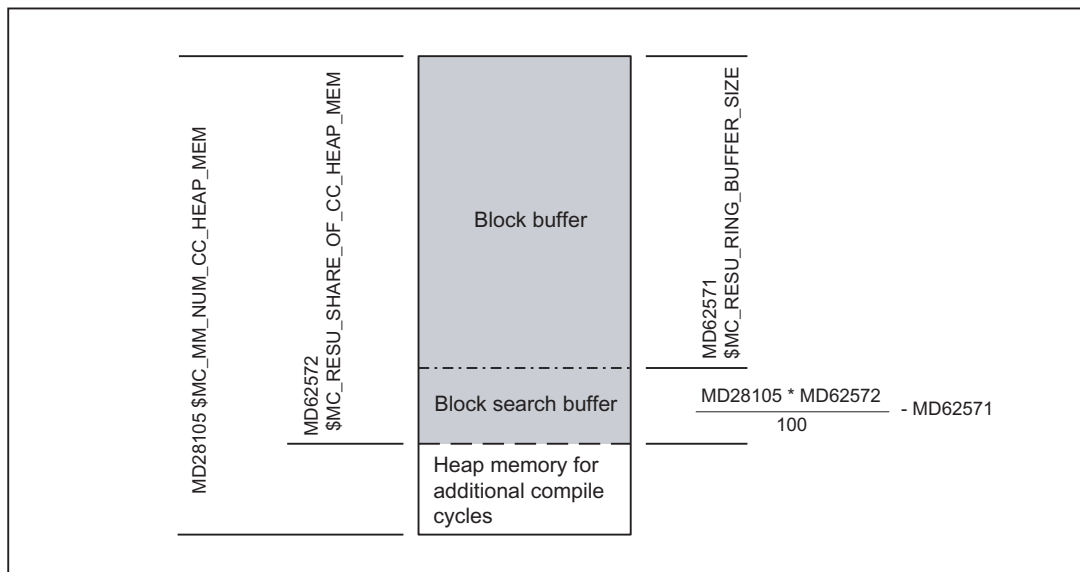 MD28105 $MC_MM_NUM_CC_HEAP_MEM
MD62572
$MC_RESU_SHARE_OF_CC_HEAP_MEM
Block buffer
Block search buffer
Heap memory for
additional compile
cycles
MD62571
$MC_RESU_RING_BUFFER_SIZE
MD28105 * MD62572
100
- MD62571